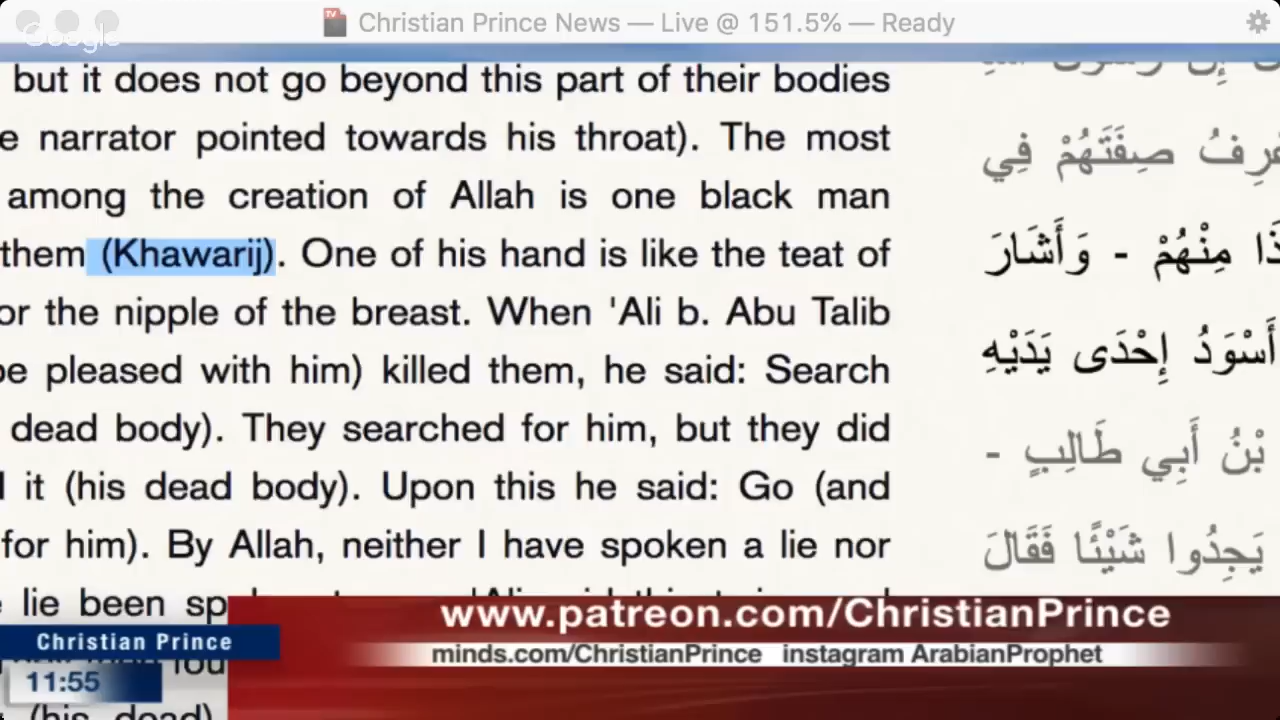 Christian Prince News — Live @ 151.5% — Ready
Google
but it does not go beyond this part of their bodies
e narrator pointed towards his throat). The most
among the creation of Allah is one black man
them (Khawarij). One of his hand is like the teat of
or the nipple of the breast. When 'Ali b. Abu Talib
be pleased with him) killed them, he said: Search
dead body). They searched for him, but they did
it (his dead body). Upon this he said: Go (and
for him). By Allah, neither I have spoken a lie nor
lie been
(his dead)
صِفَتَهُمْ فِي
مِنْهُمْ - وَأَشَارَ
أَسْوَدُ إِحْدَى يَدَيْهِ
بْنُ أَبِي طَالِبٍ -
يَجِدُوا شَيْئًا فَقَالَ
www.patreon.com/ChristianPrince
Christian Prince
minds.com/ChristianPrince instagram ArabianProphet
11:55